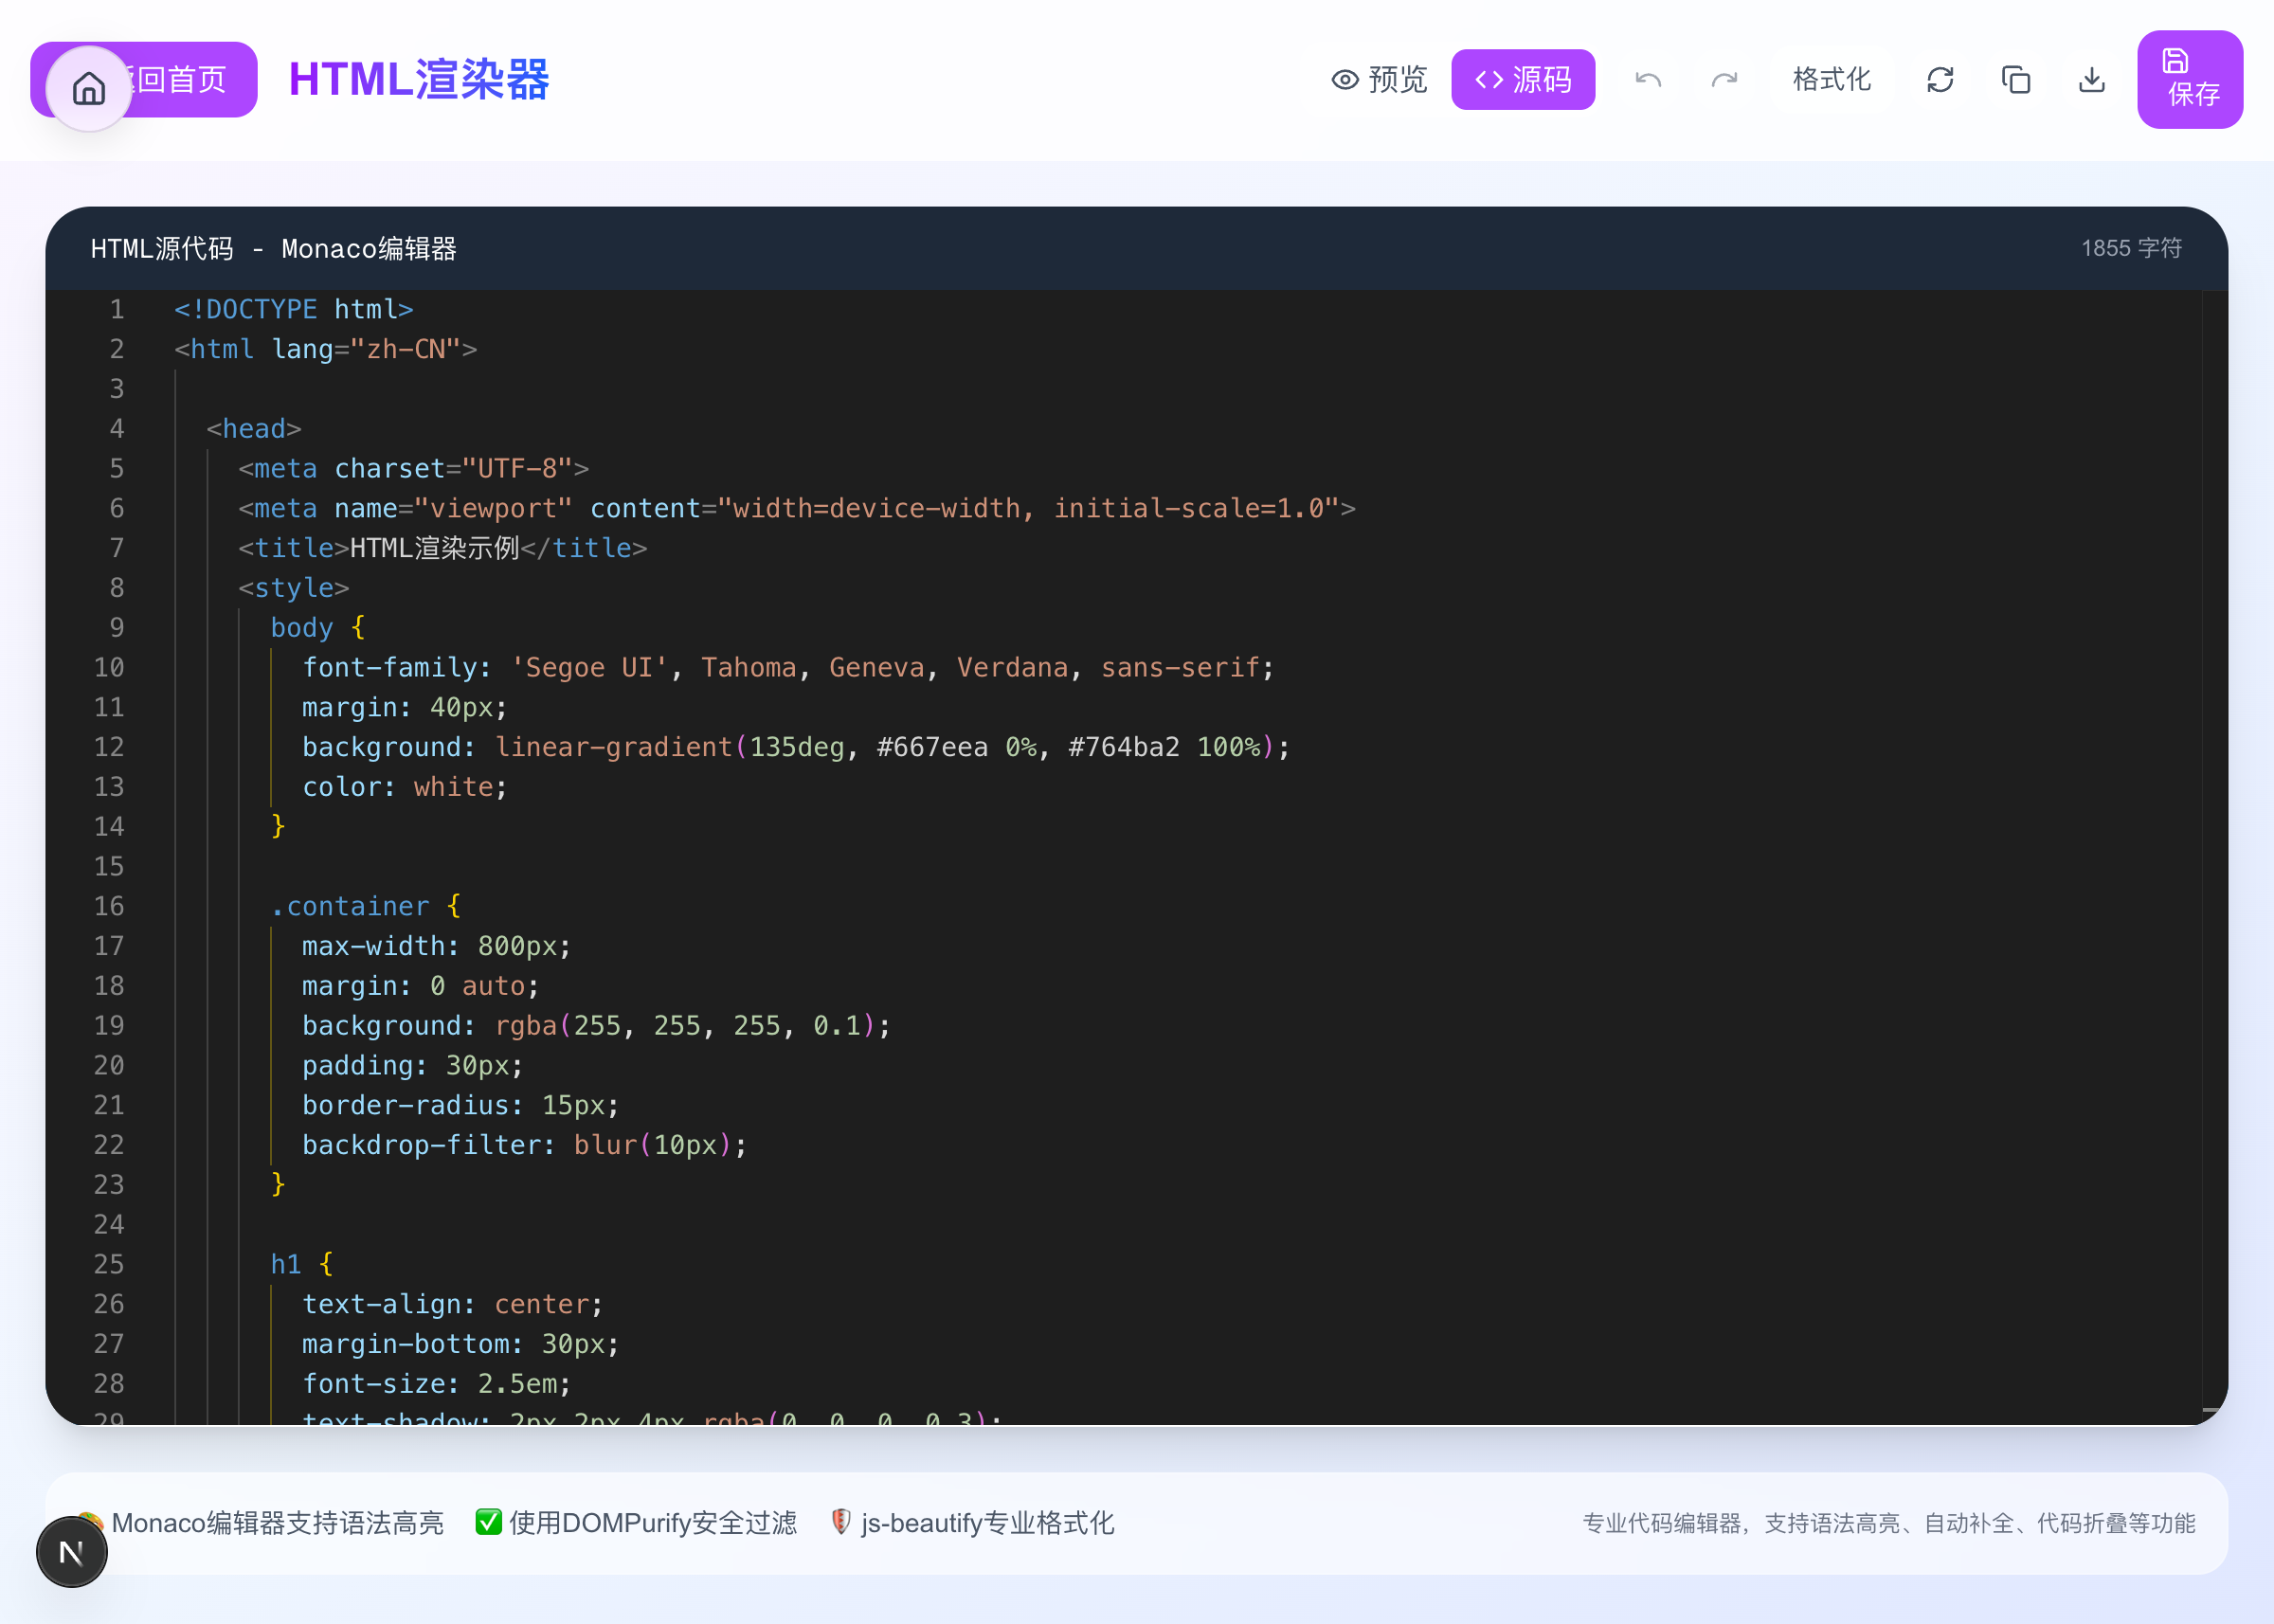 回首页
HTML渲染器
预览
源码
格式化
保存
HTML源代码 - Monaco编辑器
1855 字符
1 <!DOCTYPE html>
2 <html lang="zh-CN">
3
4 <head>
5 <meta charset="UTF-8">
6 <meta name="viewport" content="width=device-width, initial-scale=1.0">
7 <title>HTML渲染示例</title>
8 <style>
9 body {
10 font-family: 'Segoe UI', Tahoma, Geneva, Verdana, sans-serif;
11 margin: 40px;
12 background: linear-gradient(135deg, #667eea 0%, #764ba2 100%);
13 color: white;
14 }
15
16 .container {
17 max-width: 800px;
18 margin: 0 auto;
19 background: rgba(255, 255, 255, 0.1);
20 padding: 30px;
21 border-radius: 15px;
22 backdrop-filter: blur(10px);
23 }
24
25 h1 {
26 text-align: center;
27 margin-bottom: 30px;
28 font-size: 2.5em;
29 text-shadow: 2px 2px 4px rgba(0, 0, 0, 0.3);
Monaco编辑器支持语法高亮
✅ 使用DOMPurify安全过滤
js-beautify专业格式化
专业代码编辑器，支持语法高亮、自动补全、代码折叠等功能
N